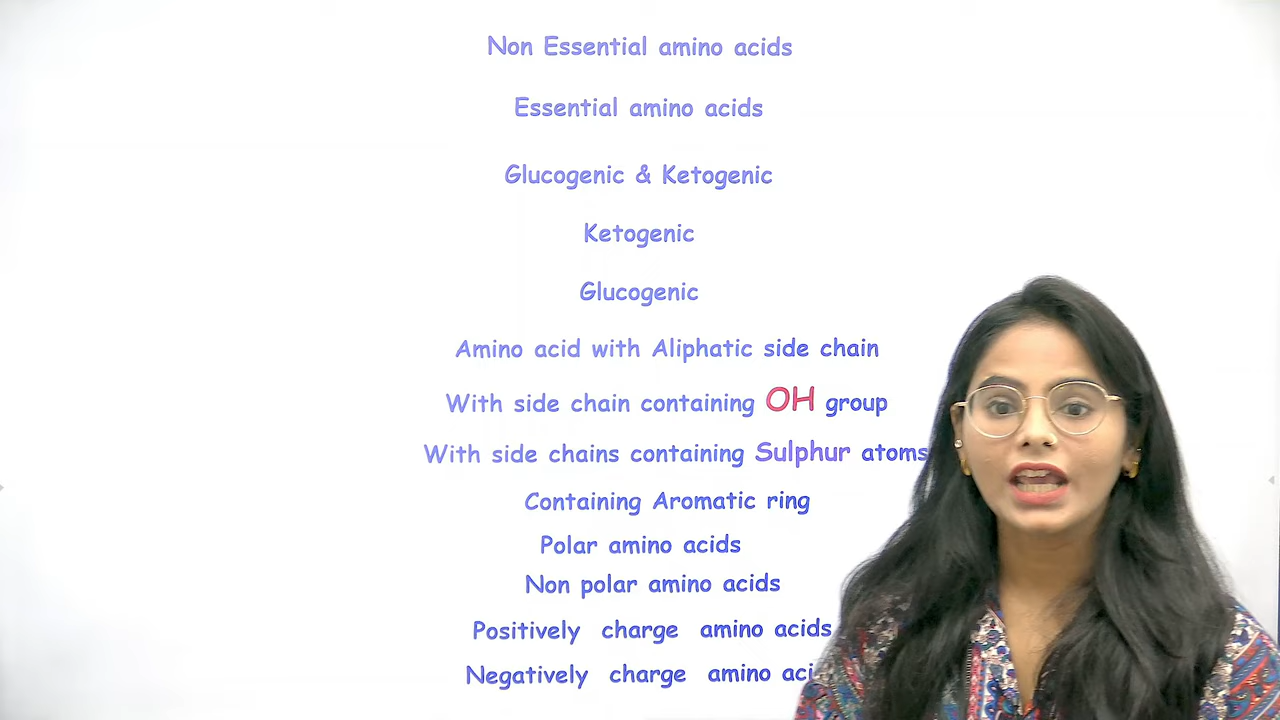 Non Essential amino acids
Essential amino acids
Glucogenic & Ketogenic
Ketogenic
Glucogenic
Amino acid with Aliphatic side chain
With side chain containing OH group
With side chains containing Sulphur atoms
Containing Aromatic ring
Polar amino acids
Non polar amino acids
Positively charge amino acids
Negatively charge amino